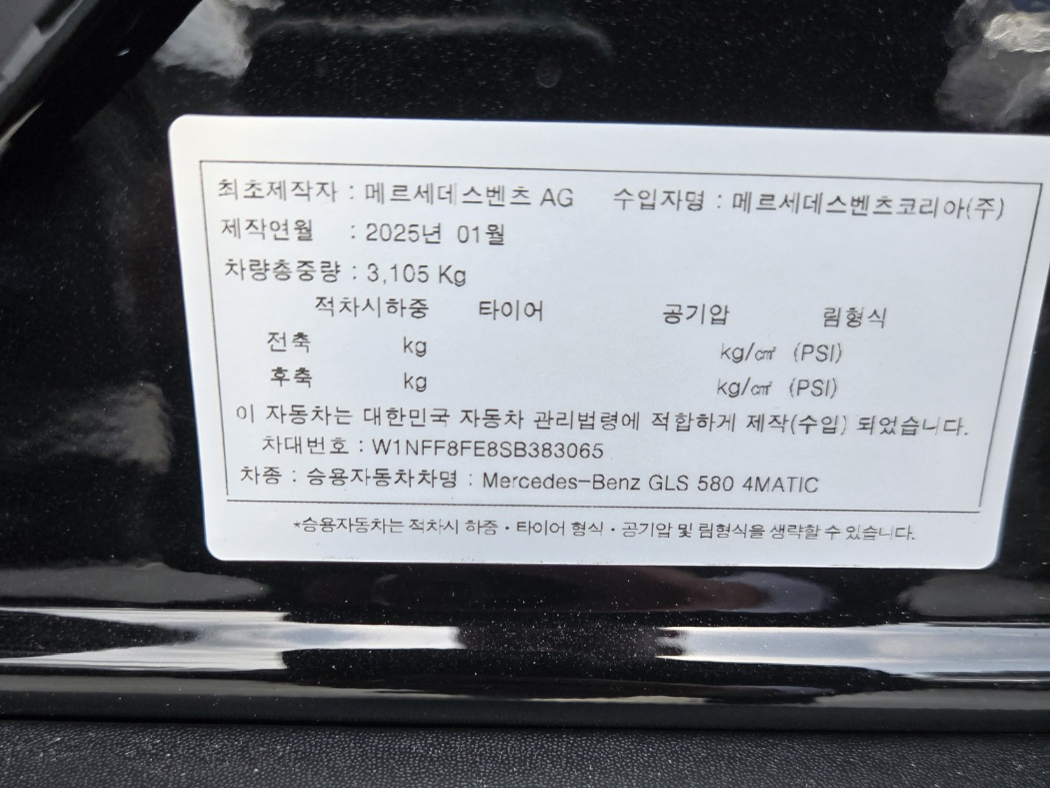 최초제작자 : 메르세데스벤츠 AG 수입자명 : 메르세데스벤츠코리아(주)
제작연월 : 2025년 01월
차량총중량 : 3,105 Kg
적차시하중 타이어 공기압 림형식
전축 kg kg/㎠ (PSI)
후축 kg kg/㎠ (PSI)
이 자동차는 대한민국 자동차 관리법령에 적합하게 제작(수입) 되었습니다.
차대번호 : W1NFF8FE8SB383065
차종 : 승용자동차차명 : Mercedes-Benz GLS 580 4MATIC
*승용자동차는 적차시 하중·타이어 형식·공기압 및 림형식을 생략할 수 있습니다.